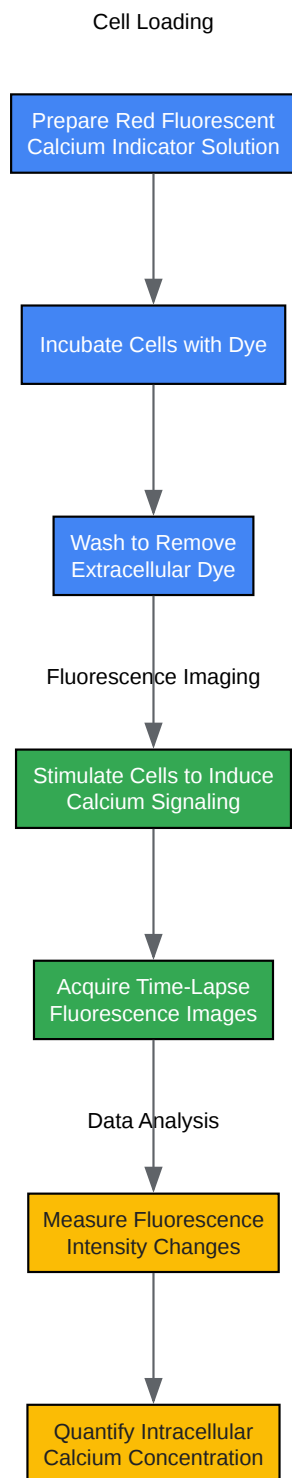 Cell Loading
Prepare Red Fluorescent
Calcium Indicator Solution
Incubate Cells with Dye
Wash to Remove
Extracellular Dye
Fluorescence Imaging
Stimulate Cells to Induce
Calcium Signaling
Acquire Time-Lapse
Fluorescence Images
Data Analysis
Measure Fluorescence
Intensity Changes
Quantify Intracellular
Calcium Concentration